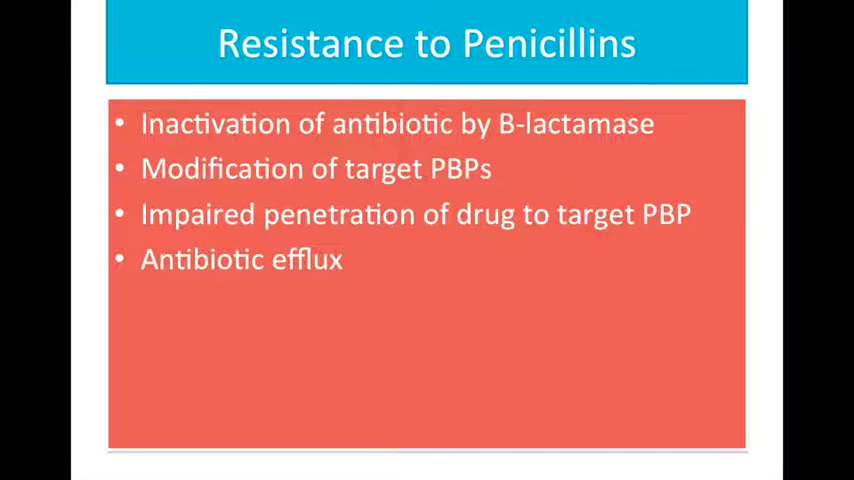 Resistance to Penicillins
• Inactivation of antibiotic by B-lactamase
• Modification of target PBPs
• Impaired penetration of drug to target PBP
• Antibiotic efflux